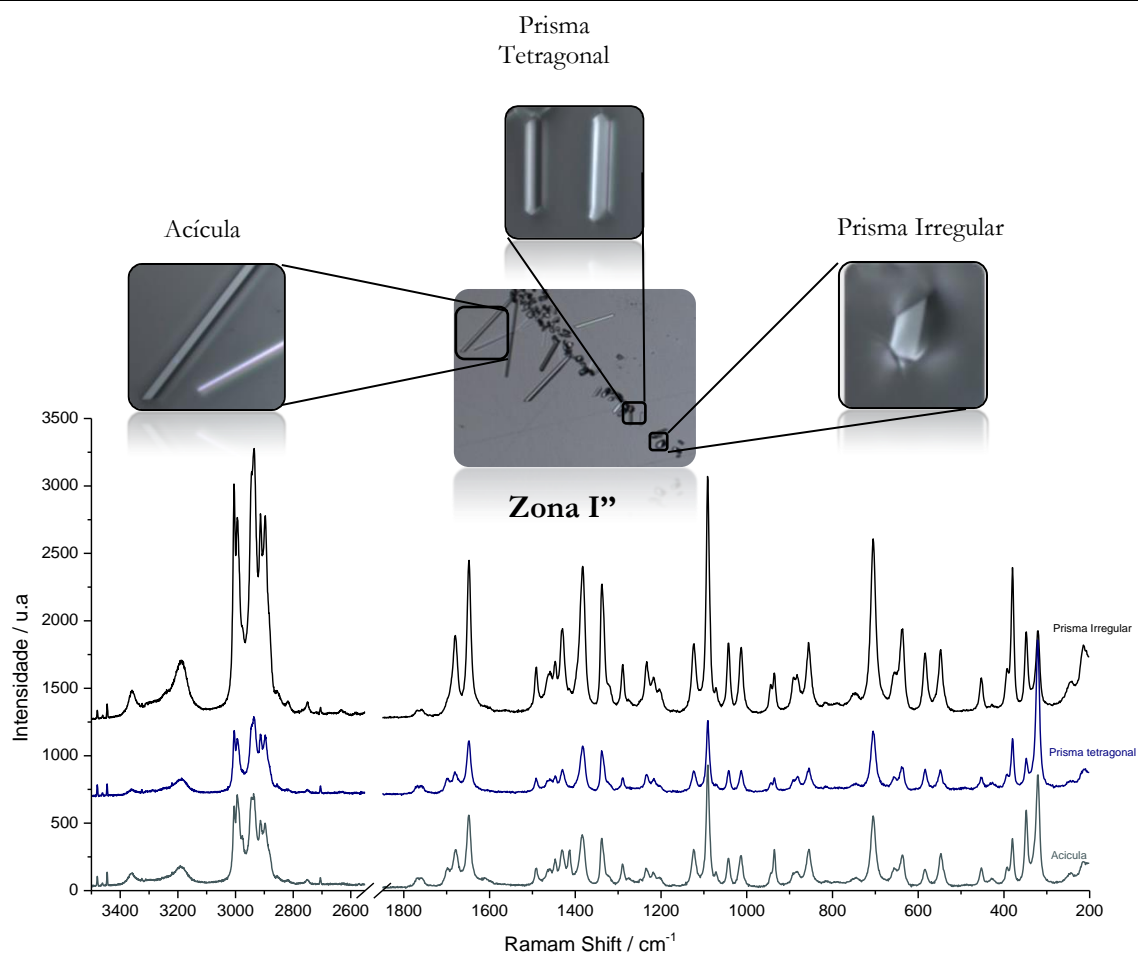 Prisma
Tetragonal
Acícula
Prisma Irregular
Zona I”
3500
3000
2500
2000
1500
1000
500
0
Intensidade / u.a
Prisma Irregular
Prisma tetragonal
Acicula
3400 3200 3000 2800 2600 1800 1600 1400 1200 1000 800 600 400 200
Ramam Shift / cm-1